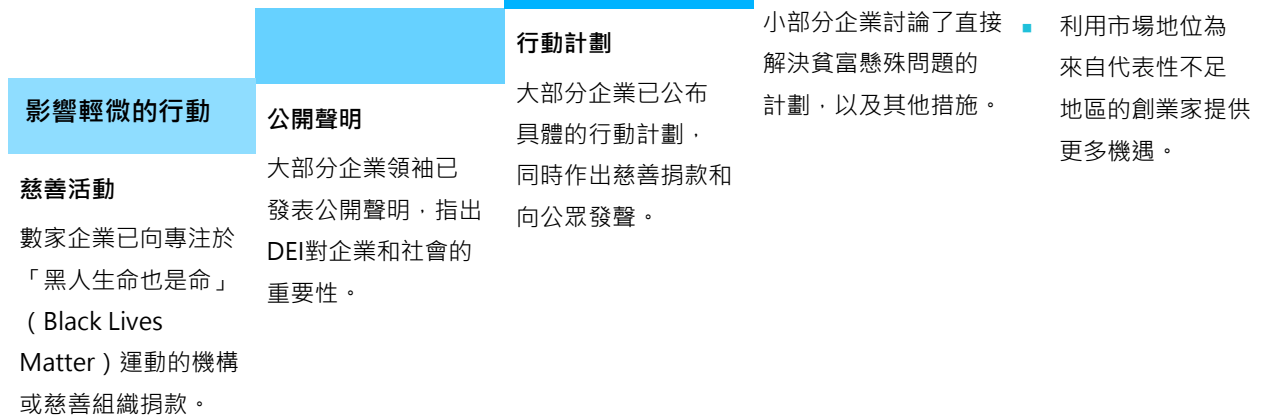 影響輕微的行動
慈善活動
數家企業已向專注於
「黑人生命也是命」
（Black Lives
Matter）運動的機構
或慈善組織捐款。
公開聲明
大部分企業領袖已
發表公開聲明，指出
DEI對企業和社會的
重要性。
行動計劃
大部分企業已公布
具體的行動計劃，
同時作出慈善捐款和
向公眾發聲。
小部分企業討論了直接
解決貧富懸殊問題的
計劃，以及其他措施。
▪ 利用市場地位為
來自代表性不足
地區的創業家提供
更多機遇。